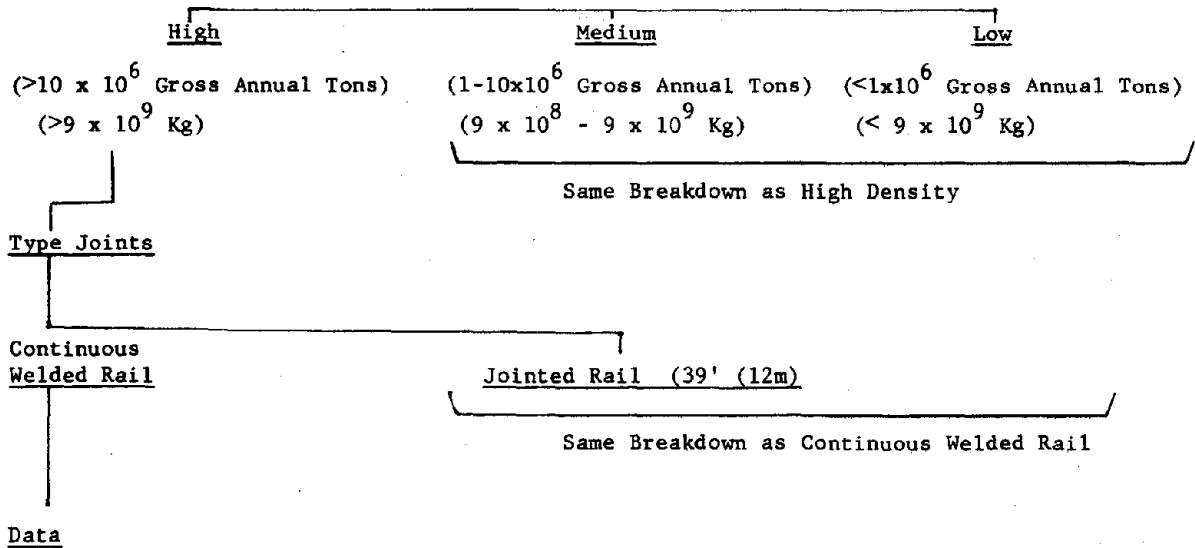 High Medium Low
(>10 x 10⁶ Gross Annual Tons) (1-10x10⁶ Gross Annual Tons) (<1x10⁶ Gross Annual Tons)
(>9 x 10⁹ Kg) (9 x 10⁸ - 9 x 10⁹ Kg) (< 9 x 10⁹ Kg)
Same Breakdown as High Density
Type Joints
Continuous
Welded Rail Jointed Rail (39' (12m)
Same Breakdown as Continuous Welded Rail
Data